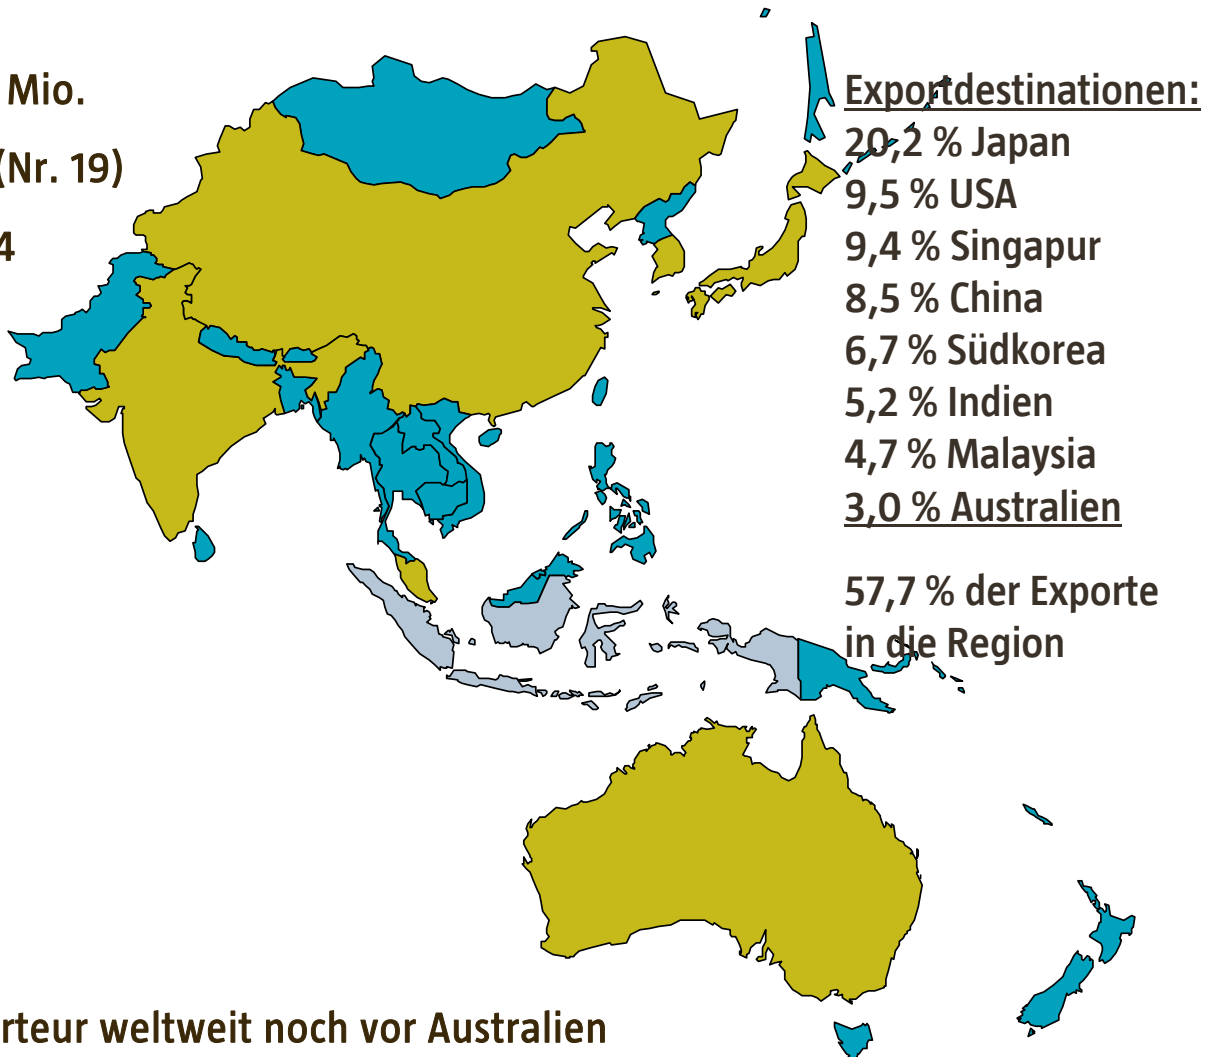 Mio.
(Nr. 19)
4
Exportdestinationen:
20,2 % Japan
9,5 % USA
9,4 % Singapur
8,5 % China
6,7 % Südkorea
5,2 % Indien
4,7 % Malaysia
3,0 % Australien
57,7 % der Exporte
in die Region
rteur weltweit noch vor Australien